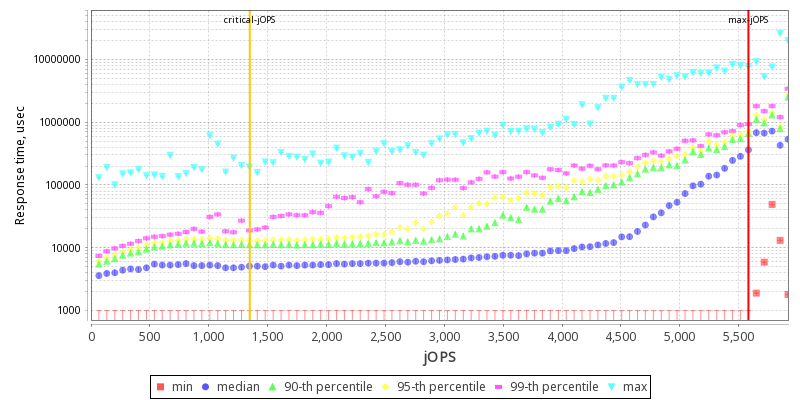 critical-jOPS
max-jOPS
Response time, usec
10000000
1000000
100000
10000
1000
0
500
1,000
1,500
2,000
2,500
3,000
3,500
4,000
4,500
5,000
5,500
jOPS
min
median
90-th percentile
95-th percentile
99-th percentile
max